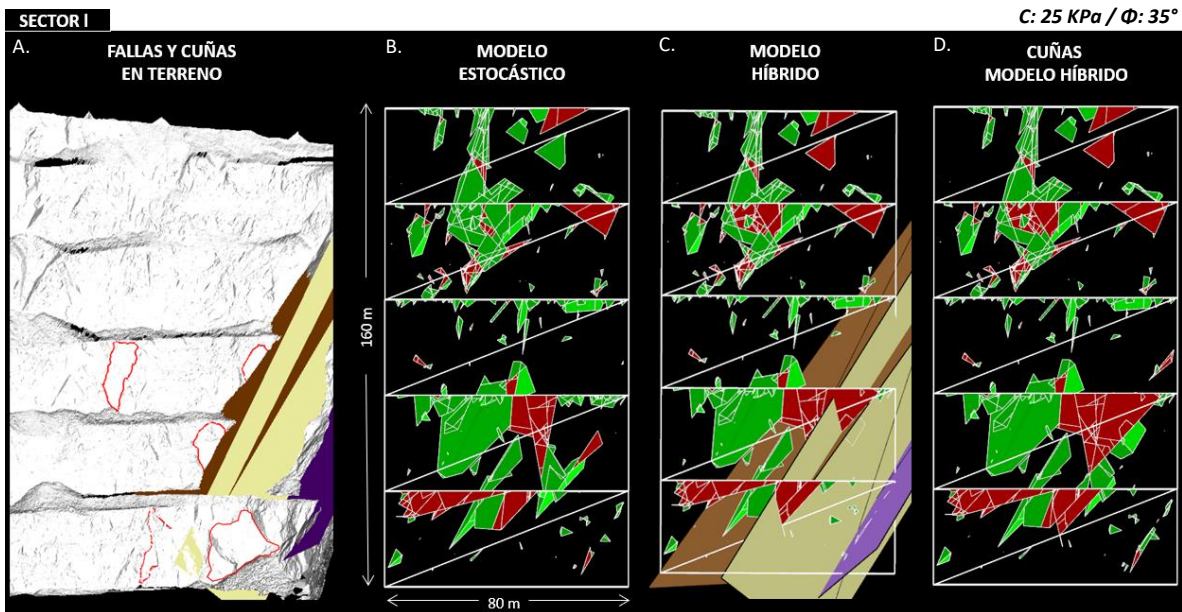 SECTOR I
C: 25 KPa / Φ: 35°
A.
FALLAS Y CUÑAS
EN TERRENO
B.
MODELO
ESTOCÁSTICO
C.
MODELO
HÍBRIDO
D.
CUÑAS
MODELO HÍBRIDO
160 m
80 m